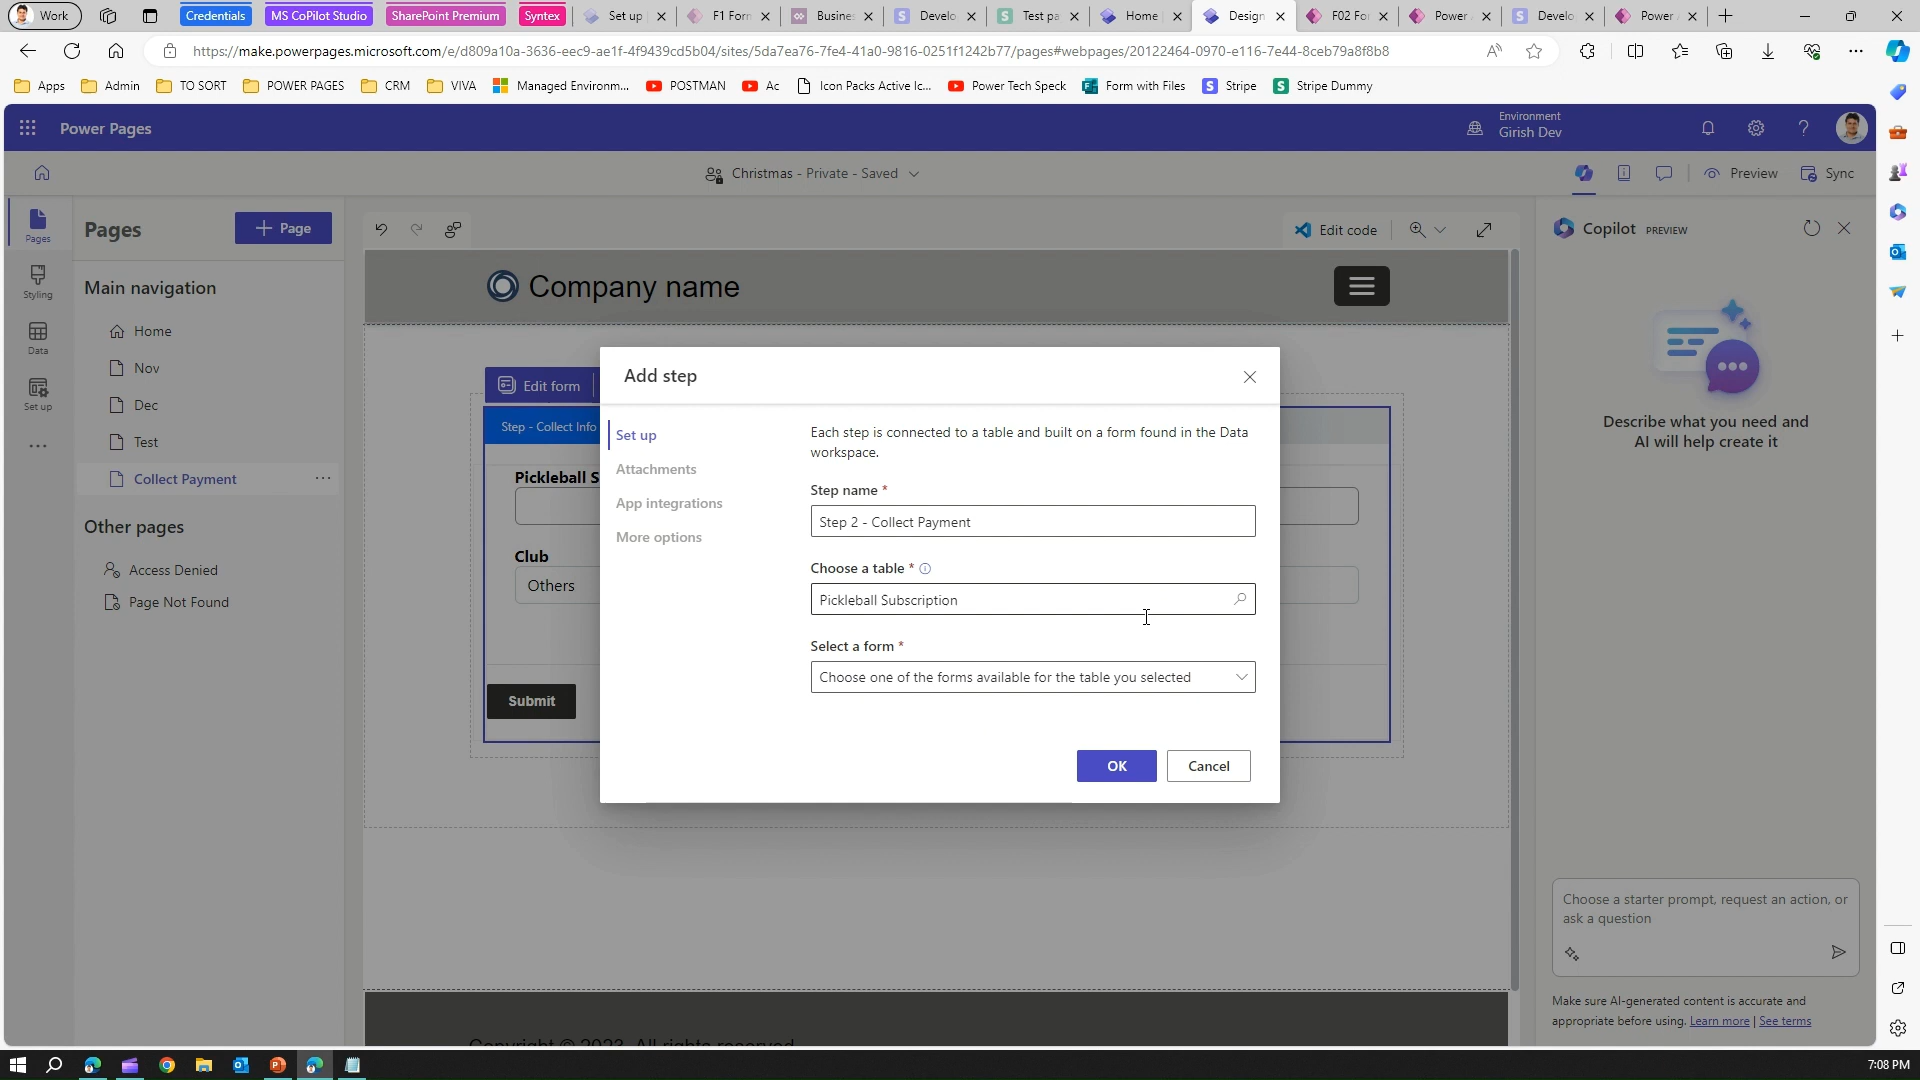 Work
Credentials
MS CoPilot Studio
SharePoint Premium
Syntex
Set up
F1 Forn
Busines
Develo
Test pa
Home
Design
F02 For
Power
Develo
Power
https://make.powerpages.microsoft.com/e/d809a10a-3636-eec9-ae1f-4f9439cd5b04/sites/5da7ea76-7fe4-41a0-9816-0251f1242b77/pages#webpages/20122464-0970-e116-7e44-8ceb79a8f8b8
Apps
Admin
TO SORT
POWER PAGES
CRM
VIVA
Managed Environm...
POSTMAN
Ac
Icon Packs Active Ic...
Power Tech Speck
Form with Files
Stripe
Stripe Dummy
Power Pages
Environment
Girish Dev
Christmas - Private - Saved
Preview
Sync
Pages
Styling
Data
Set up
Pages
+ Page
Main navigation
Home
Nov
Dec
Test
Collect Payment
Other pages
Access Denied
Page Not Found
Edit code
Company name
Edit form
Step - Collect Info
Pickleball S
Club
Others
Submit
Add step
Set up
Attachments
App integrations
More options
Each step is connected to a table and built on a form found in the Data
workspace.
Step name *
Step 2 - Collect Payment
Choose a table *
Pickleball Subscription
Select a form *
Choose one of the forms available for the table you selected
OK
Cancel
Copilot PREVIEW
Describe what you need and
AI will help create it
Choose a starter prompt, request an action, or
ask a question
Make sure AI-generated content is accurate and
appropriate before using. Learn more | See terms
Copyright © 2023. All rights reserved.
7:08 PM